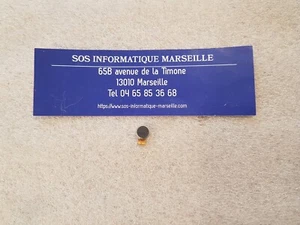 SOS INFORMATIQUE MARSEILLE
65B avenue de la Timone
13010 Marseille
Tel 04 65 85 36 68
https://www.sos-informatique-marseille.com